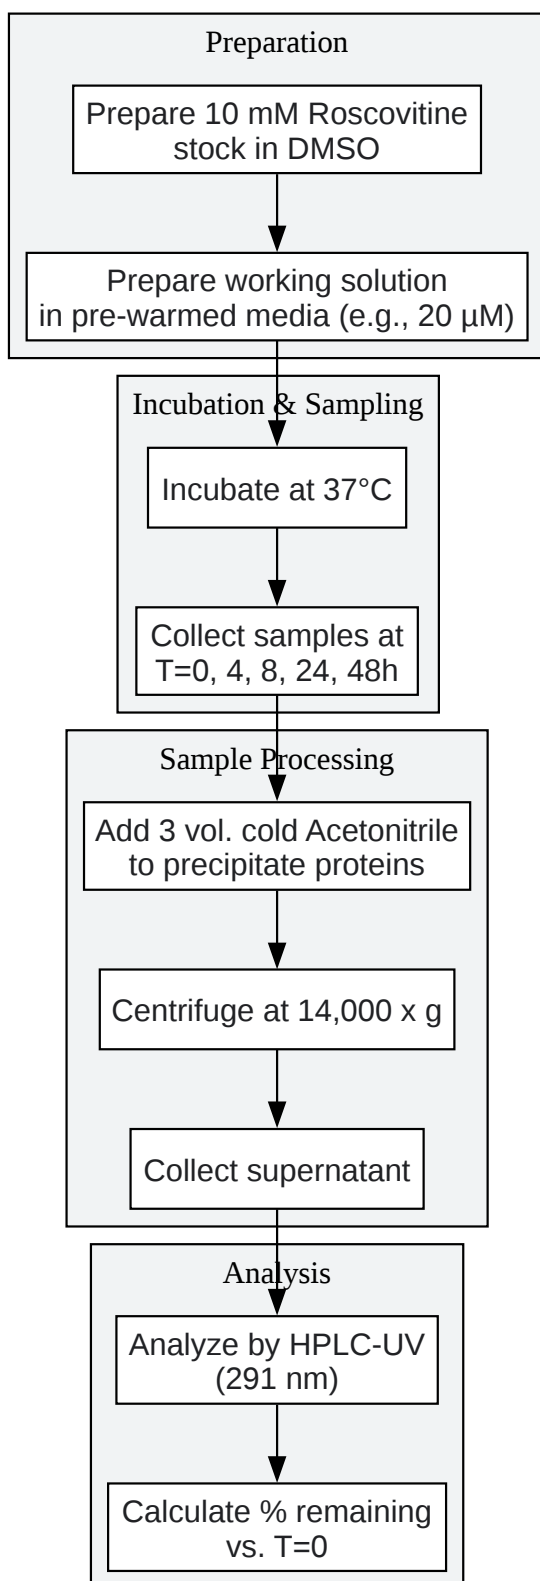 Preparation
Prepare 10 mM Roscovitine
stock in DMSO
Prepare working solution
in pre-warmed media (e.g., 20 µM)
Incubation & Sampling
Incubate at 37°C
Collect samples at
T=0, 4, 8, 24, 48h
Sample Processing
Add 3 vol. cold Acetonitrile
to precipitate proteins
Centrifuge at 14,000 x g
Collect supernatant
Analysis
Analyze by HPLC-UV
(291 nm)
Calculate % remaining
vs. T=0